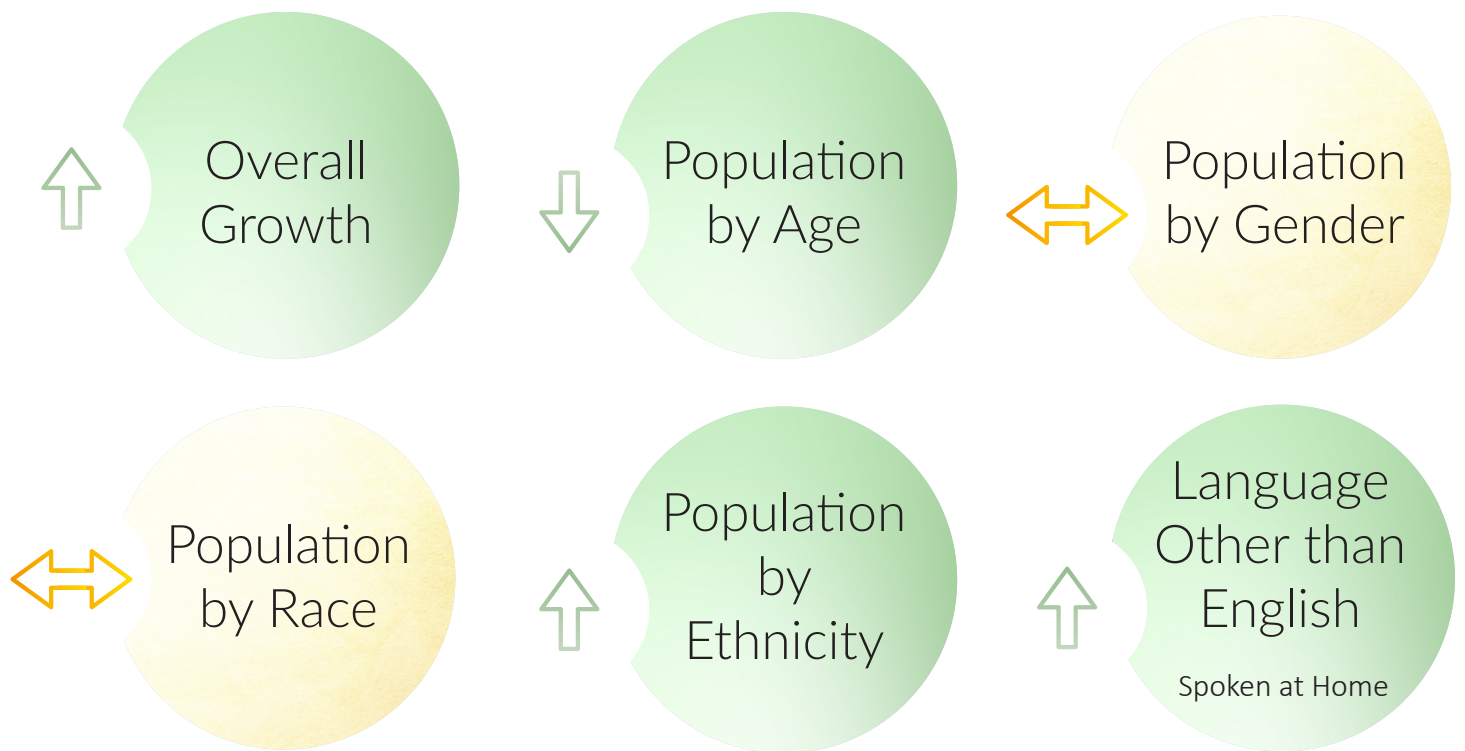 Overall
Growth
Population
by Age
Population
by Gender
Population
by Race
Population
by
Ethnicity
Language
Other than
English
Spoken at Home